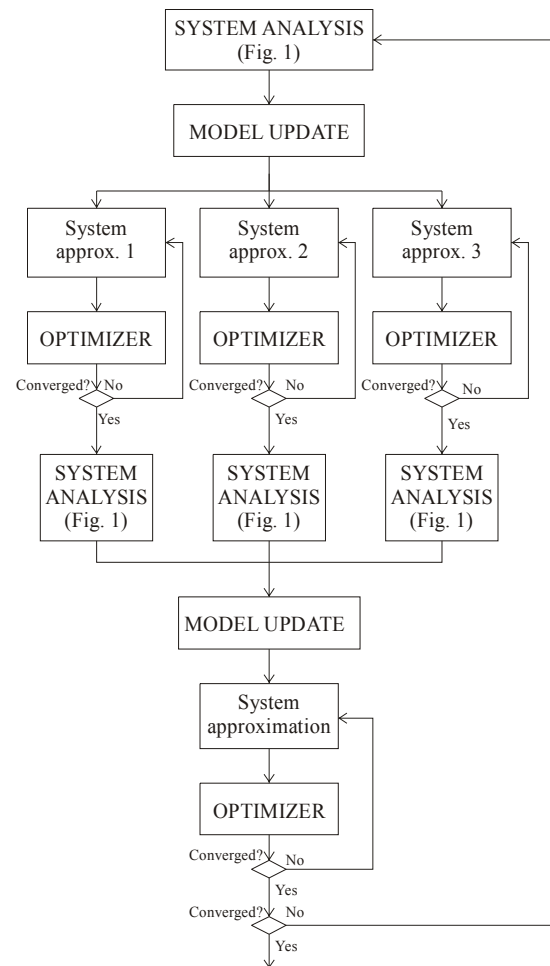 SYSTEM ANALYSIS
(Fig. 1)
MODEL UPDATE
System
approx. 1
System
approx. 2
System
approx. 3
OPTIMIZER
OPTIMIZER
OPTIMIZER
Converged?
No
Yes
Converged?
No
Yes
Converged?
No
Yes
SYSTEM
ANALYSIS
(Fig. 1)
SYSTEM
ANALYSIS
(Fig. 1)
SYSTEM
ANALYSIS
(Fig. 1)
MODEL UPDATE
System
approximation
OPTIMIZER
Converged?
No
Yes
Converged?
No
Yes